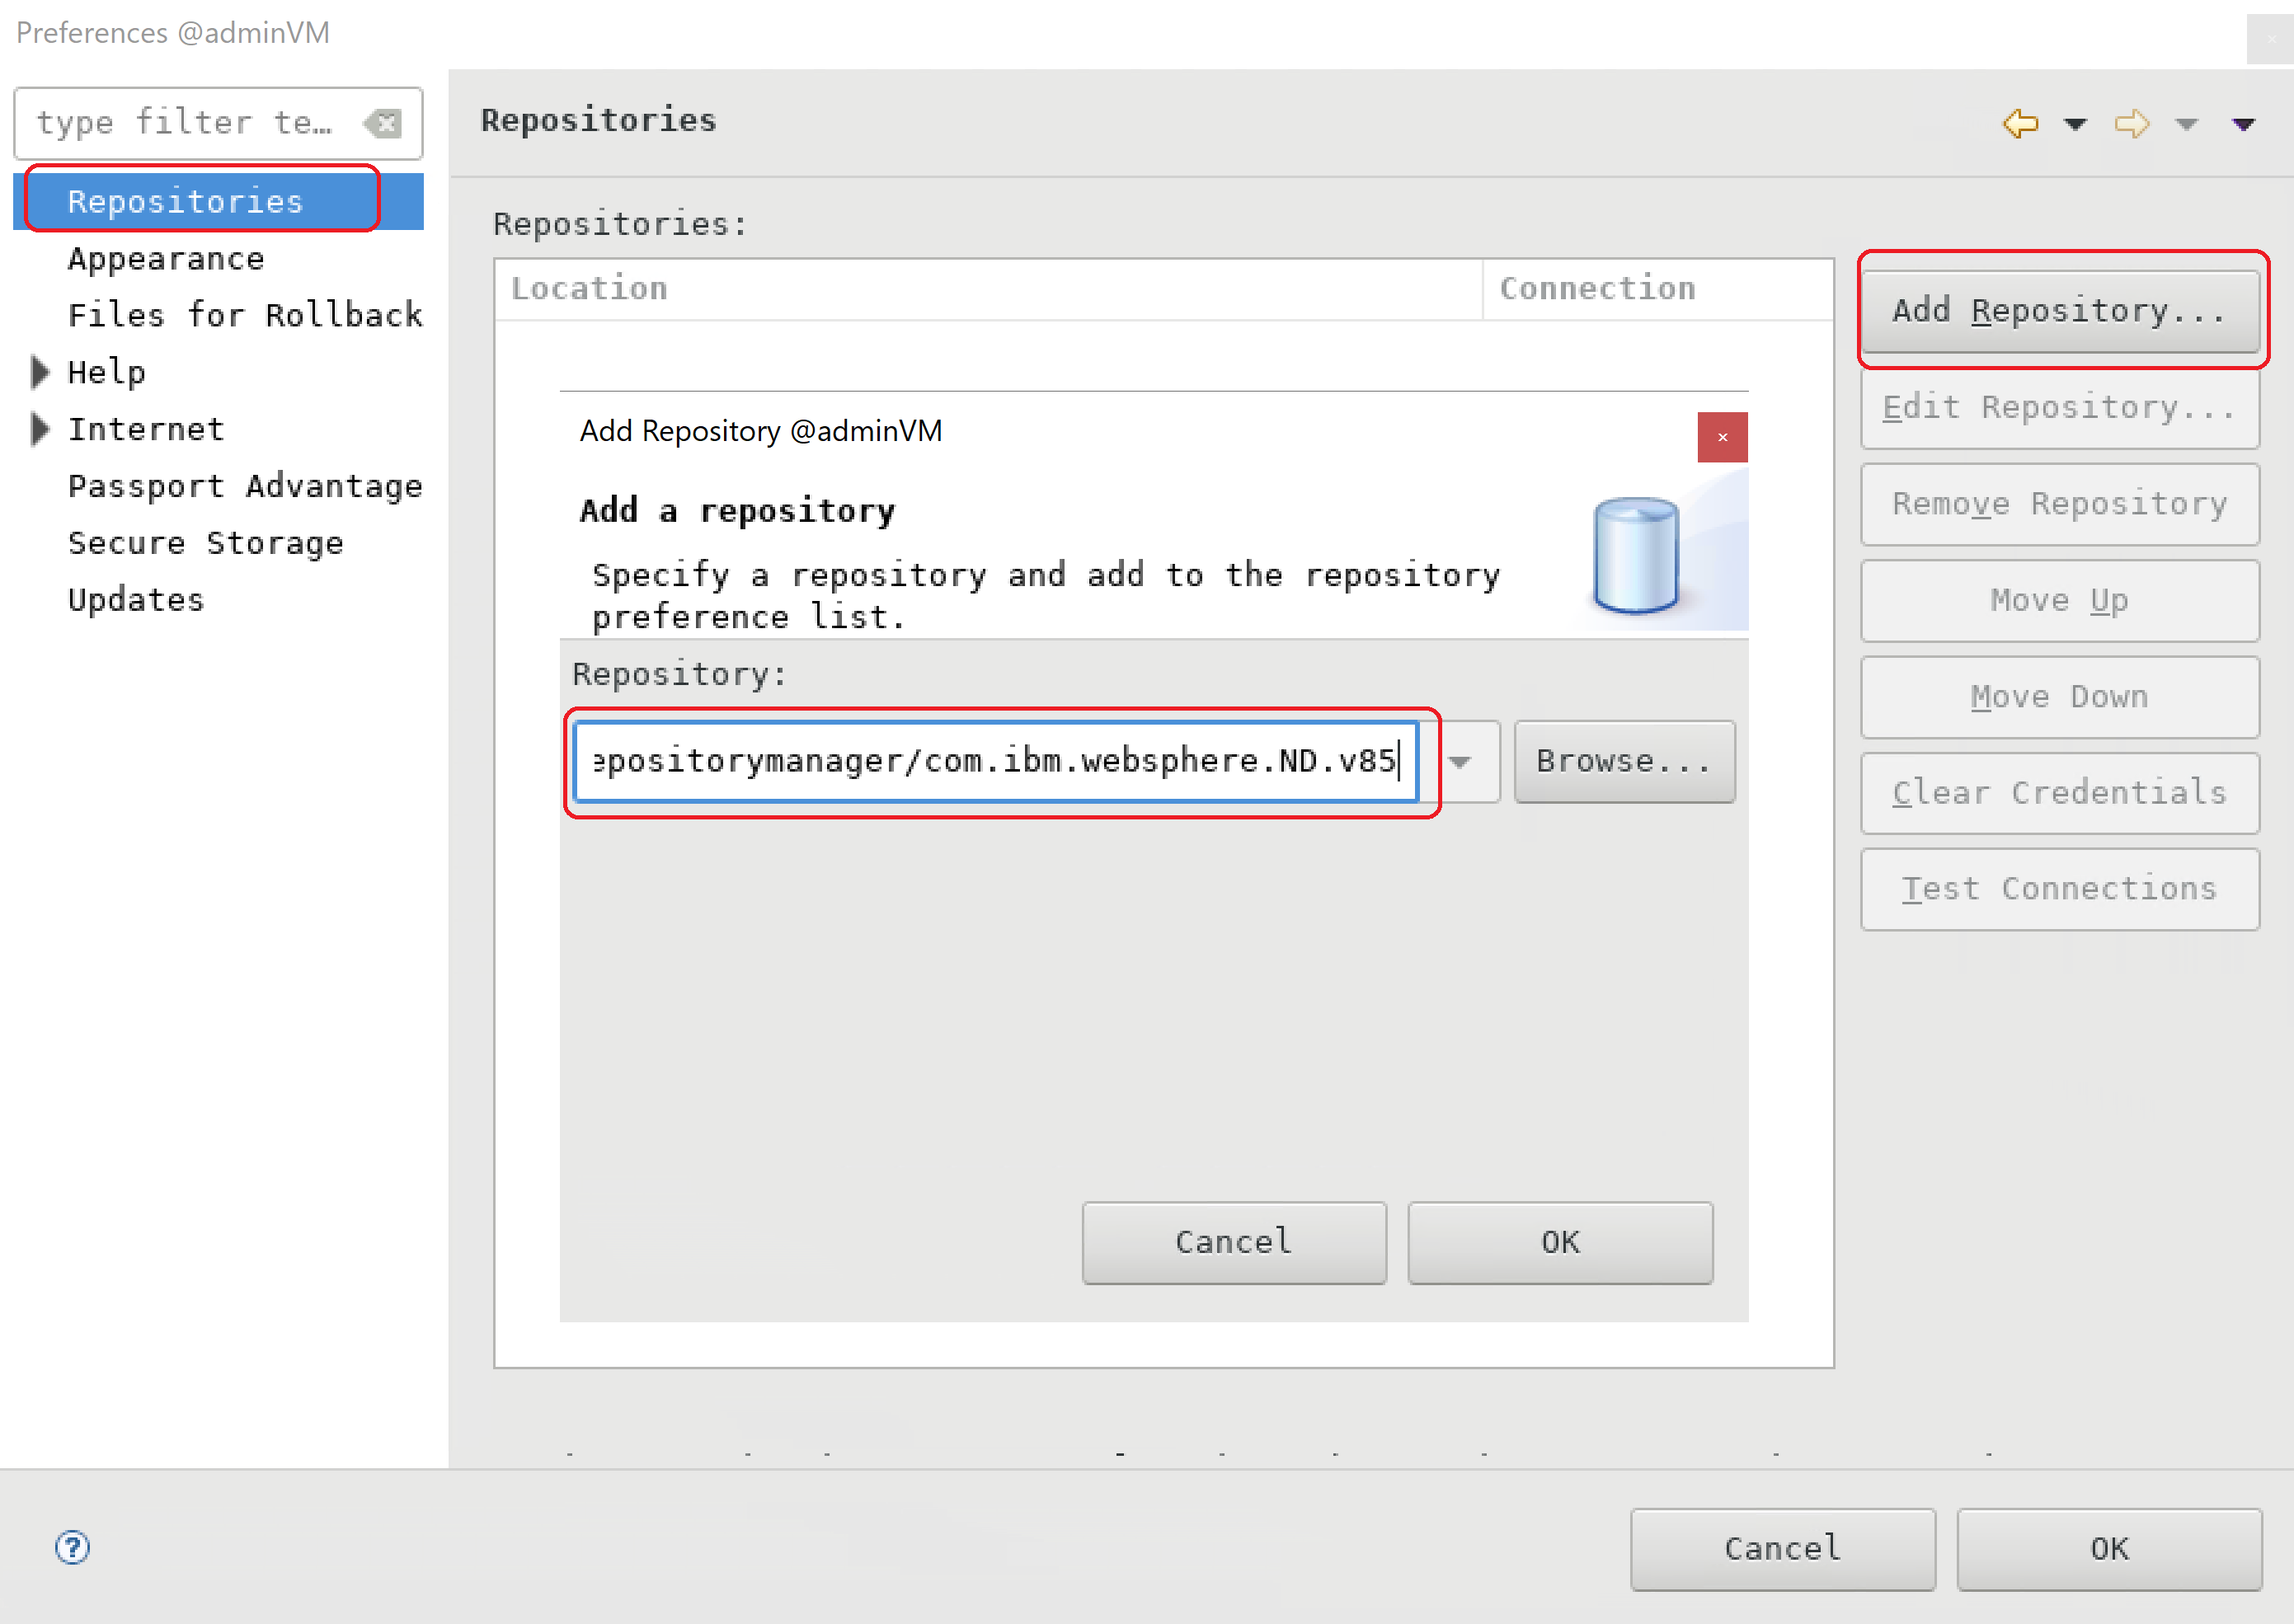 Preferences @adminVM
×
type filter te…
Repositories
Appearance
Files for Rollback
Help
Internet
Passport Advantage
Secure Storage
Updates
Repositories
Repositories:
Location
Connection
Add Repository @adminVM
×
Add a repository
Specify a repository and add to the repository
preference list.
Repository:
epositorymanager/com.ibm.websphere.ND.v85
Browse...
Cancel
OK
Add Repository...
Edit Repository...
Remove Repository
Move Up
Move Down
Clear Credentials
Test Connections
?
Cancel
OK